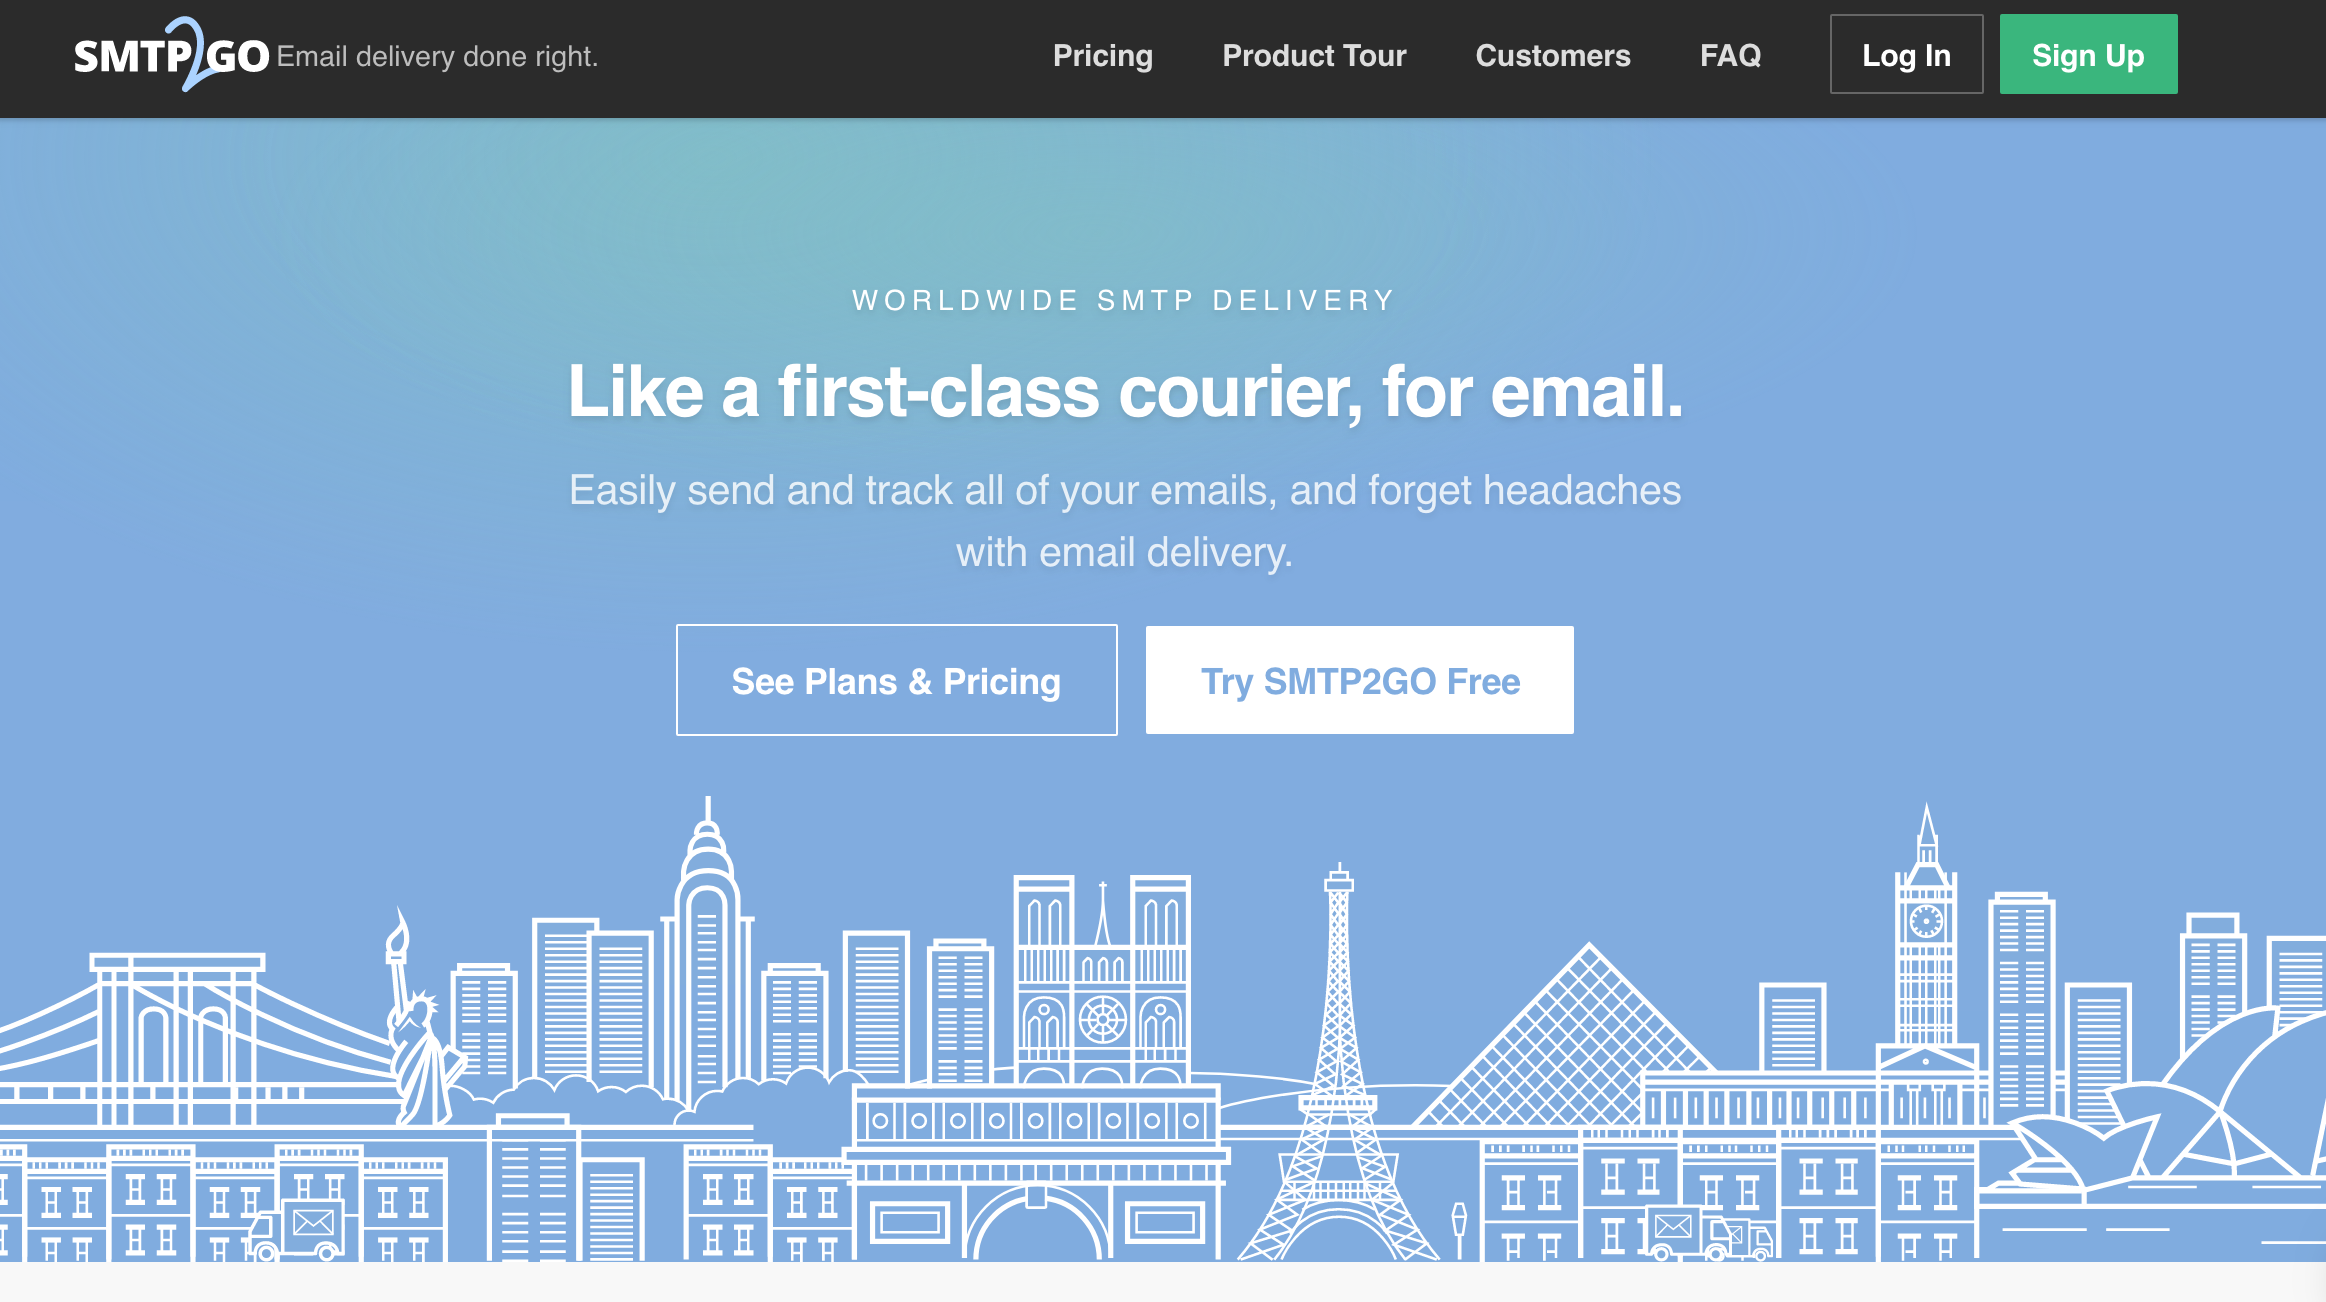 SMTP2GO Email delivery done right.
Pricing
Product Tour
Customers
FAQ
Log In
Sign Up
WORLDWIDE SMTP DELIVERY
Like a first-class courier, for email.
Easily send and track all of your emails, and forget headaches
with email delivery.
See Plans & Pricing
Try SMTP2GO Free